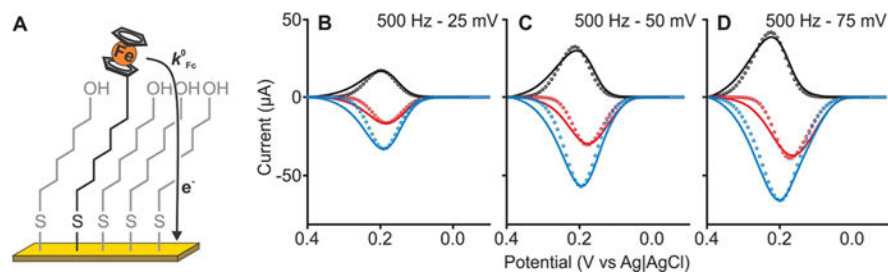 A
Fe
k⁰Fc
OH
OH OH OH
e⁻
S S S S S
B 500 Hz - 25 mV
C 500 Hz - 50 mV
D 500 Hz - 75 mV
50
0
-50
Current (µA)
0.4 0.2 0.0
0.4 0.2 0.0
0.4 0.2 0.0
Potential (V vs Ag|AgCl)